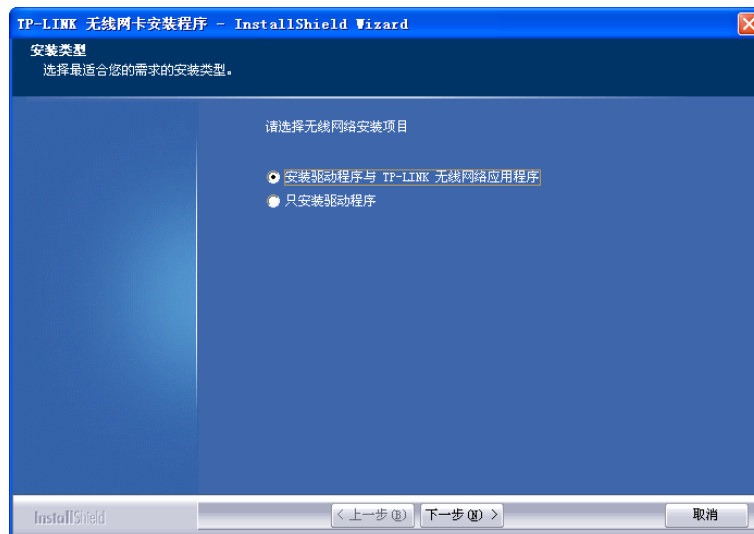 TP-LINK 无线网卡安装程序 - InstallShield Wizard
安装类型
选择最适合您的需求的安装类型。
请选择无线网络安装项目
安装驱动程序与 TP-LINK 无线网络应用程序
只安装驱动程序
InstallShield
< 上一步(B) 下一步(N) > 取消